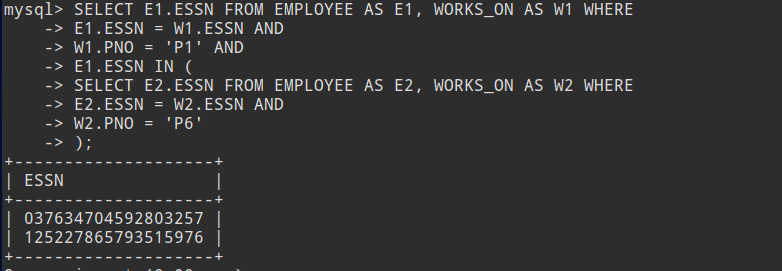 mysql> SELECT E1.ESSN FROM EMPLOYEE AS E1, WORKS_ON AS W1 WHERE
-> E1.ESSN = W1.ESSN AND
-> W1.PNO = 'P1' AND
-> E1.ESSN IN (
-> SELECT E2.ESSN FROM EMPLOYEE AS E2, WORKS_ON AS W2 WHERE
-> E2.ESSN = W2.ESSN AND
-> W2.PNO = 'P6'
-> );
+--------------------+
| ESSN               |
+--------------------+
| 037634704592803257 |
| 125227865793515976 |
+--------------------+